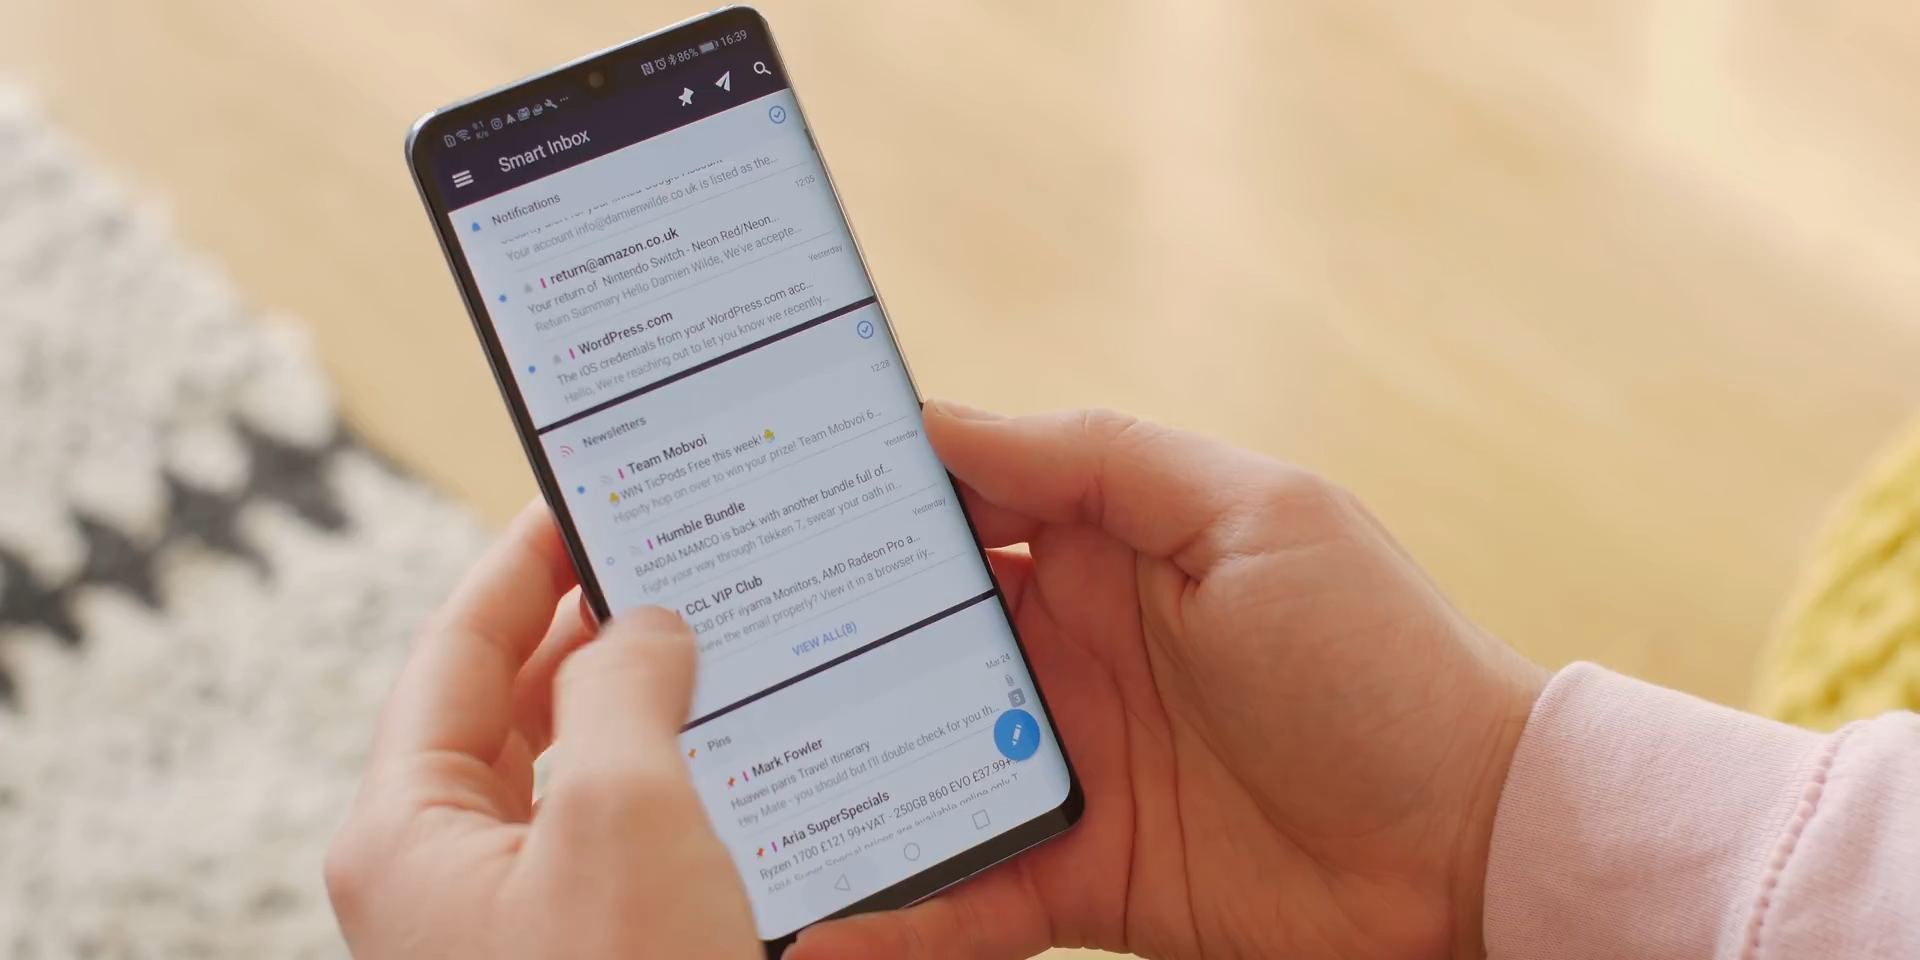 9.1
K/s
86%
16:39
Smart Inbox
Notifications
Your account info@damienwilde.co.uk is listed as the...
12:05
return@amazon.co.uk
Your return of Nintendo Switch - Neon Red/Neon...
Return Summary Hello Damien Wilde, We've accepte...
Yesterday
WordPress.com
The iOS credentials from your WordPress.com acc...
Hello, We're reaching out to let you know we recently...
Newsletters
12:28
Team Mobvoi
WIN TicPods Free this week!
Hippity hop on over to win your prize! Team Mobvoi 6...
Yesterday
Humble Bundle
BANDAI NAMCO is back with another bundle full of...
Fight your way through Tekken 7, swear your oath in...
Yesterday
CCL VIP Club
£30 OFF iiyama Monitors, AMD Radeon Pro a...
view the email properly? View it in a browser iiy...
VIEW ALL(8)
Pins
Mar 24
Mark Fowler
3
Huawei paris Travel itinerary
Hey Mate - you should but I'll double check for you th...
Aria SuperSpecials
Ryzen 1700 £121.99+VAT - 250GB 860 EVO £37.99+